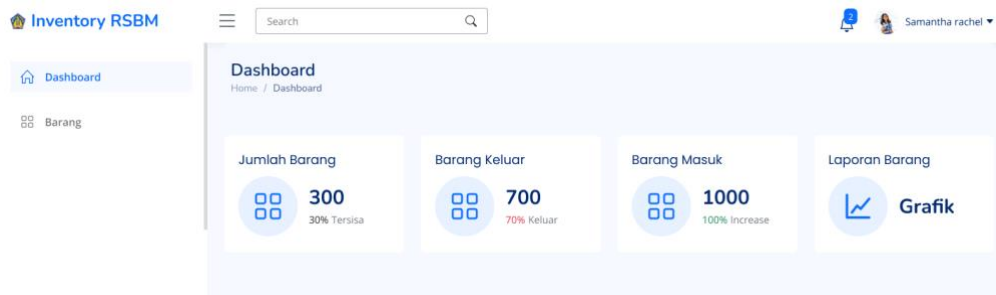 Inventory RSBM
Search
2
Samantha rachel
Dashboard
Barang
Dashboard
Home / Dashboard
Jumlah Barang
300
30% Tersisa
Barang Keluar
700
70% Keluar
Barang Masuk
1000
100% Increase
Laporan Barang
Grafik